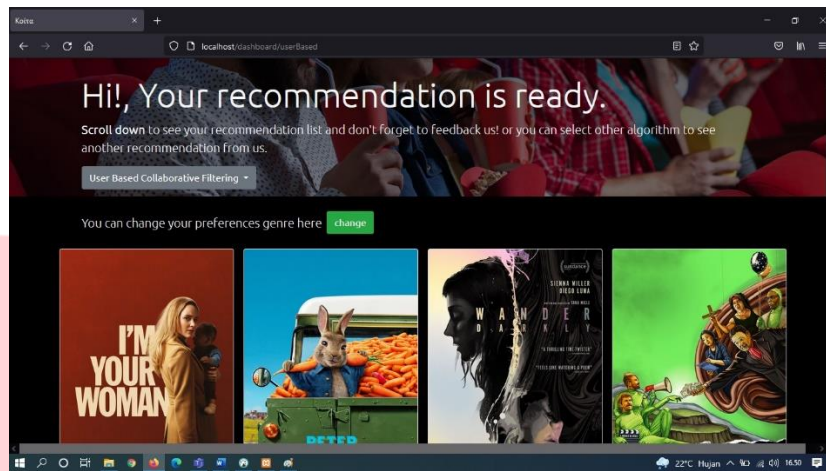 Koira
localhost/dashboard/userBased
Hi!, Your recommendation is ready.
Scroll down to see your recommendation list and don't forget to feedback us! or you can select other algorithm to see
another recommendation from us.
User Based Collaborative Filtering
You can change your preferences genre here change
I'M
YOUR
WOMAN
PETER
SIENNA MILLER
DIEGO LUNA
WANDER
DARKLY
22°C Hujan
16.50